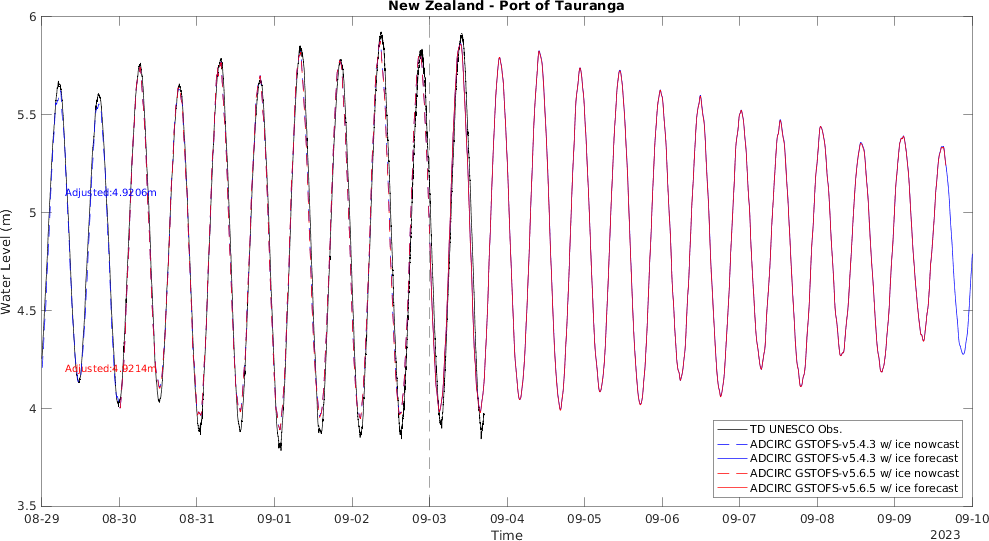 New Zealand - Port of Tauranga
6
5.5
5
4.5
4
3.5
Water Level (m)
Adjusted:4.9206m
Adjusted:4.9214m
TD UNESCO Obs.
ADCIRC GSTOFS-v5.4.3 w/ ice nowcast
ADCIRC GSTOFS-v5.4.3 w/ ice forecast
ADCIRC GSTOFS-v5.6.5 w/ ice nowcast
ADCIRC GSTOFS-v5.6.5 w/ ice forecast
08-29 08-30 08-31 09-01 09-02 09-03 09-04 09-05 09-06 09-07 09-08 09-09 09-10
Time
2023